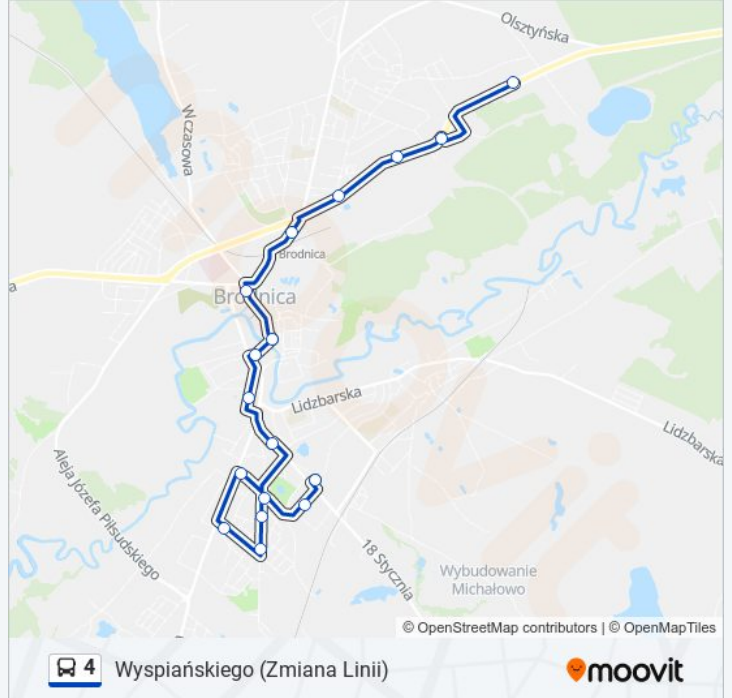 Olsztyńska
Wczasowa
Brodnica
a
Brodnica
Lidzbarska
Lidzbarska
Aleja Józefa Piłsudskiego
18 Stycznia
Wybudowanie
Michałowo
© OpenStreetMap contributors | © OpenMapTiles
4 Wyspiańskiego (Zmiana Linii)
moovit